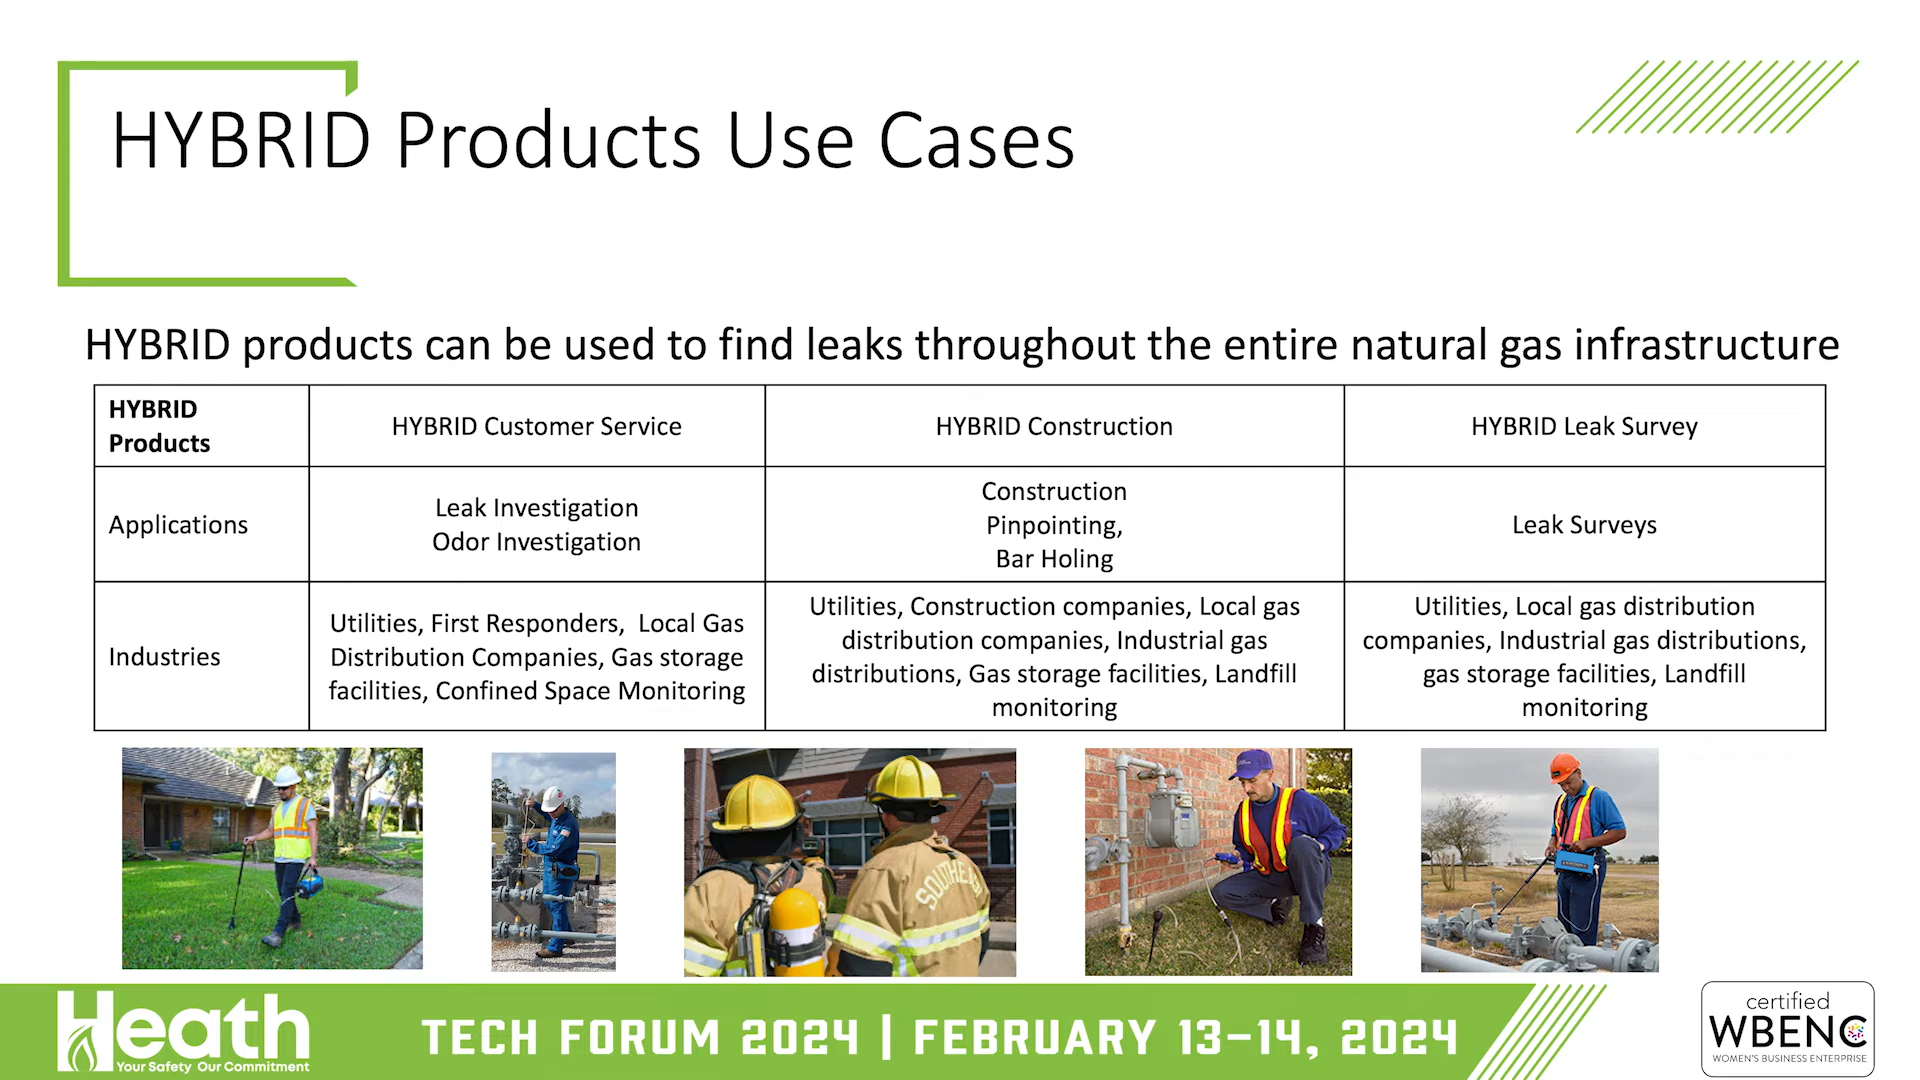 HYBRID Products Use Cases
HYBRID products can be used to find leaks throughout the entire natural gas infrastructure
HYBRID
Products
HYBRID Customer Service
HYBRID Construction
HYBRID Leak Survey
Applications
Leak Investigation
Odor Investigation
Construction
Pinpointing,
Bar Holing
Leak Surveys
Industries
Utilities, First Responders,  Local Gas
Distribution Companies, Gas storage
facilities, Confined Space Monitoring
Utilities, Construction companies, Local gas
distribution companies, Industrial gas
distributions, Gas storage facilities, Landfill
monitoring
Utilities, Local gas distribution
companies, Industrial gas distributions,
gas storage facilities, Landfill
monitoring
Heath
Your Safety Our Commitment
TECH FORUM 2024 | FEBRUARY 13–14, 2024
certified
WBENC
WOMEN'S BUSINESS ENTERPRISE